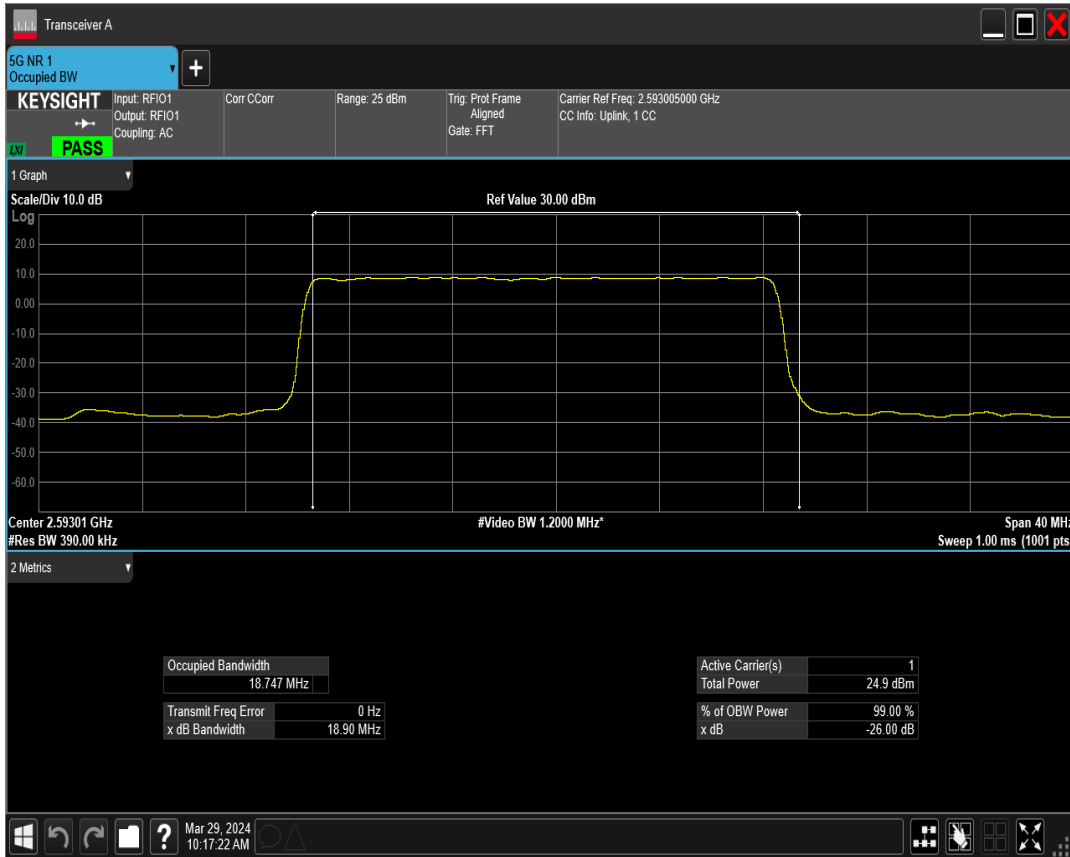 Transceiver A
5G NR 1
Occupied BW
KEYSIGHT
LXI
PASS
Input: RFIO1
Output: RFIO1
Coupling: AC
Corr CCorr
Range: 25 dBm
Trig: Prot Frame
Aligned
Gate: FFT
Carrier Ref Freq: 2.593005000 GHz
CC Info: Uplink, 1 CC
1 Graph
Scale/Div 10.0 dB
Ref Value 30.00 dBm
Log
20.0
10.0
0.00
-10.0
-20.0
-30.0
-40.0
-50.0
-60.0
Center 2.59301 GHz
#Video BW 1.2000 MHz*
Span 40 MHz
#Res BW 390.00 kHz
Sweep 1.00 ms (1001 pts
2 Metrics
Occupied Bandwidth
18.747 MHz
Transmit Freq Error 0 Hz
x dB Bandwidth 18.90 MHz
Active Carrier(s) 1
Total Power 24.9 dBm
% of OBW Power 99.00 %
x dB -26.00 dB
Mar 29, 2024
10:17:22 AM